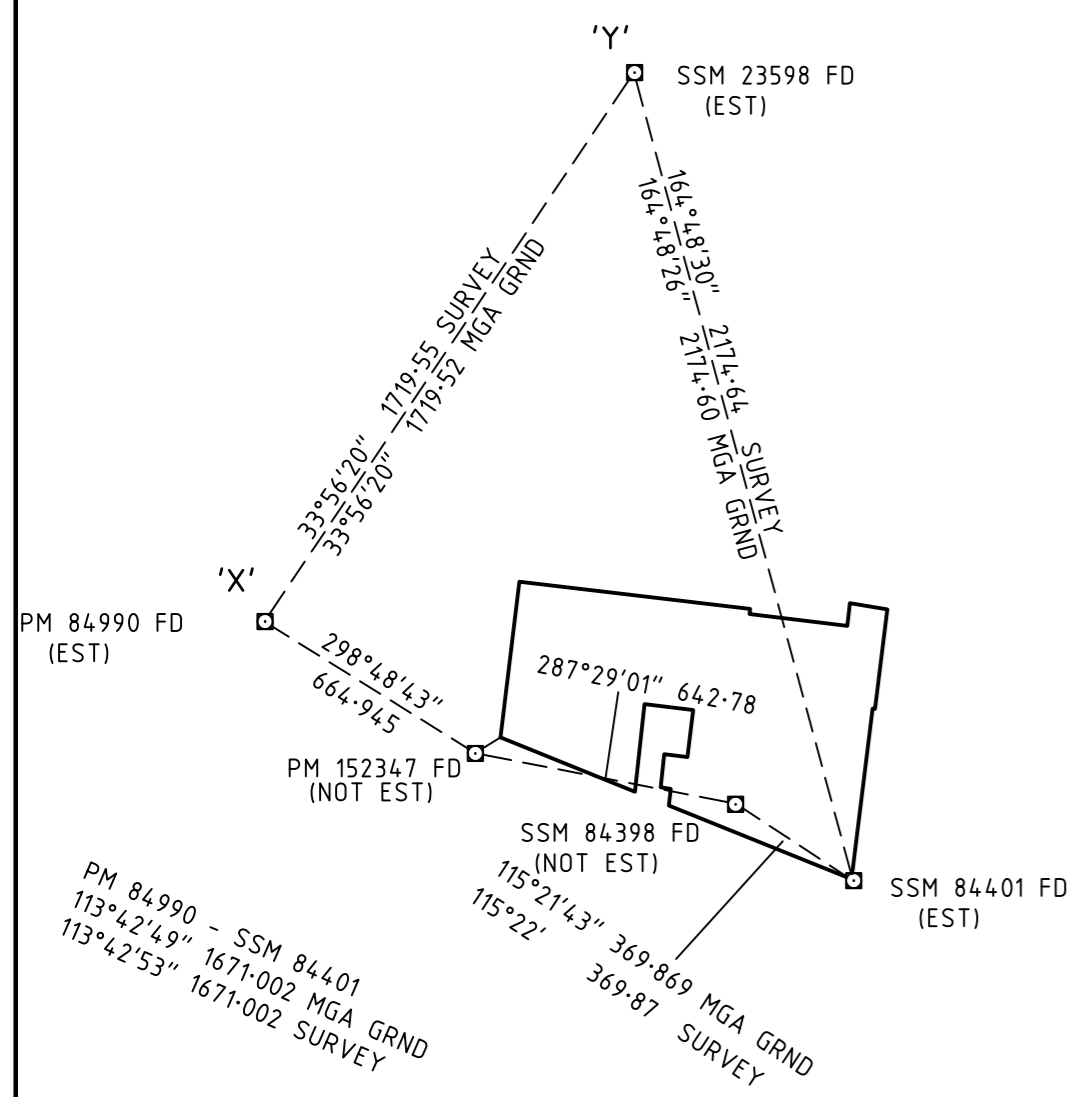 'Y'
SSM 23598 FD
(EST)
164°48'30" 2174·64 SURVEY
164°48'26" 2174·60 MGA GRND
33°56'20" 1719·55 SURVEY
33°56'20" 1719·52 MGA GRND
'X'
PM 84990 FD
(EST)
298°48'43"
664·945
287°29'01" 642·78
PM 152347 FD
(NOT EST)
SSM 84398 FD
(NOT EST)
SSM 84401 FD
(EST)
115°21'43" 369·869 MGA GRND
115°22' 369·87 SURVEY
PM 84990 - SSM 84401
113°42'49" 1671·002 MGA GRND
113°42'53" 1671·002 SURVEY